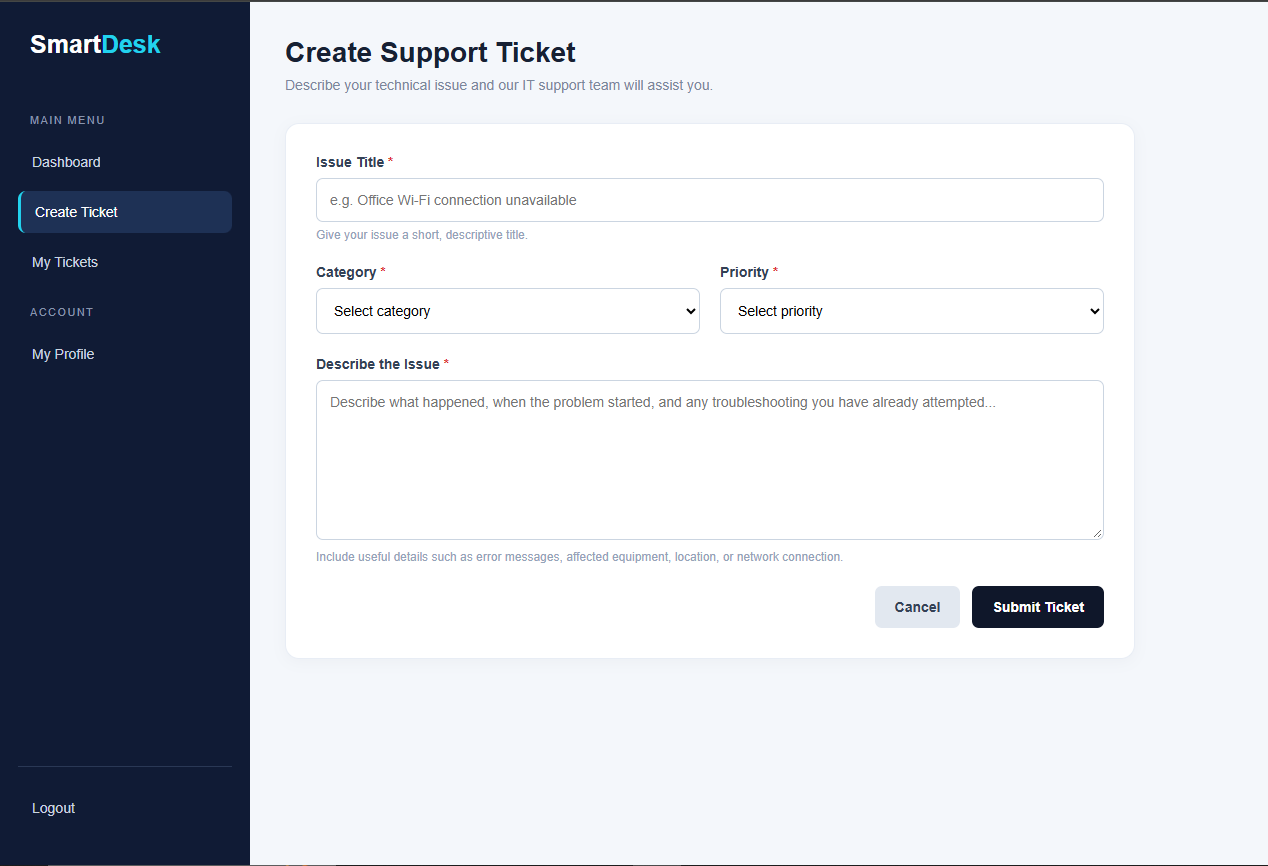 SmartDesk
MAIN MENU
Dashboard
Create Ticket
My Tickets
ACCOUNT
My Profile
Logout
Create Support Ticket
Describe your technical issue and our IT support team will assist you.
Issue Title *
e.g. Office Wi-Fi connection unavailable
Give your issue a short, descriptive title.
Category *
Select category
Priority *
Select priority
Describe the Issue *
Describe what happened, when the problem started, and any troubleshooting you have already attempted...
Include useful details such as error messages, affected equipment, location, or network connection.
Cancel
Submit Ticket